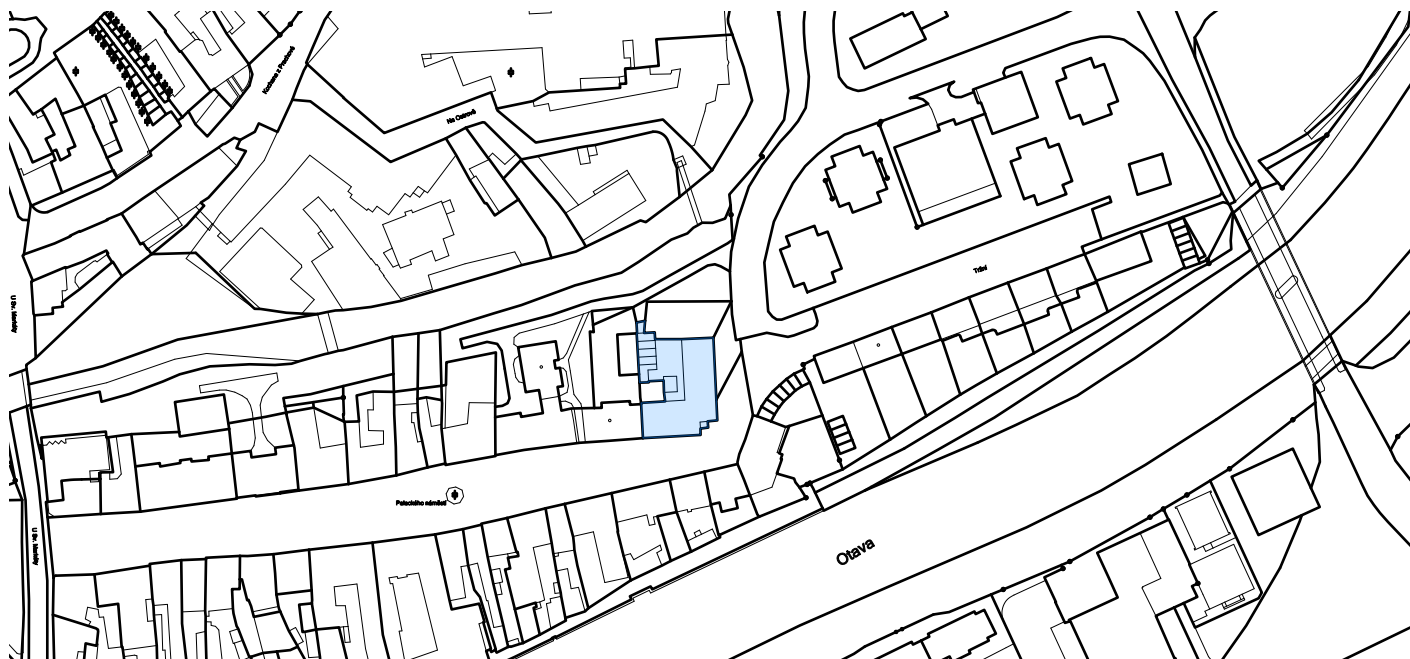 Na Ostrově
Tržní
U Sv. Markéty
Palackého náměstí
U Sv. Markéty
Otava